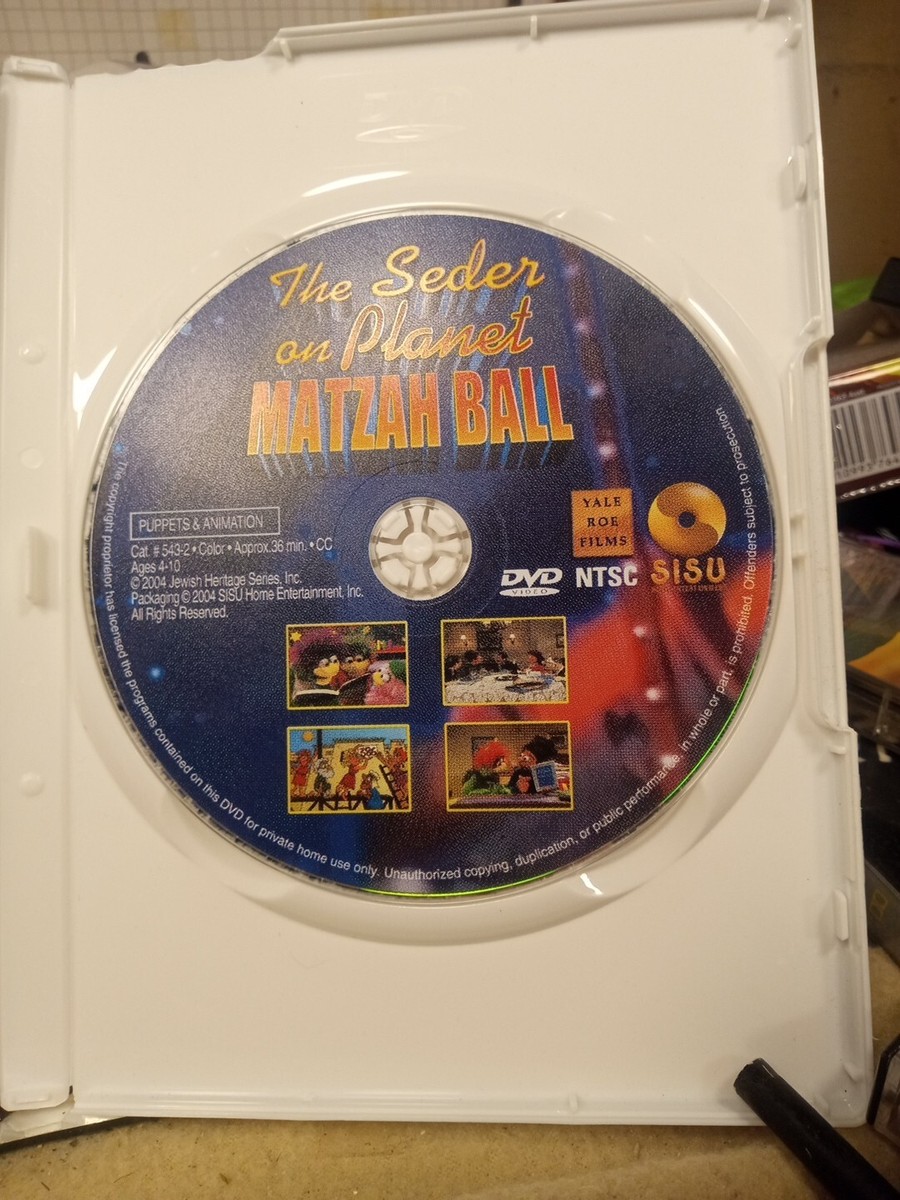 The Seder
on Planet
MATZAH BALL
PUPPETS & ANIMATION
Cat. # 543-2 • Color • Approx.36 min. • CC
Ages 4-10
© 2004 Jewish Heritage Series, Inc.
Packaging © 2004 SISU Home Entertainment, Inc.
All Rights Reserved.
YALE
ROE
FILMS
DVD
VIDEO
NTSC
SISU
The copyright proprietor has licensed the programs contained on this DVD for private home use only. Unauthorized copying, duplication, or public performance, in whole or part, is prohibited. Offenders subject to prosecution.